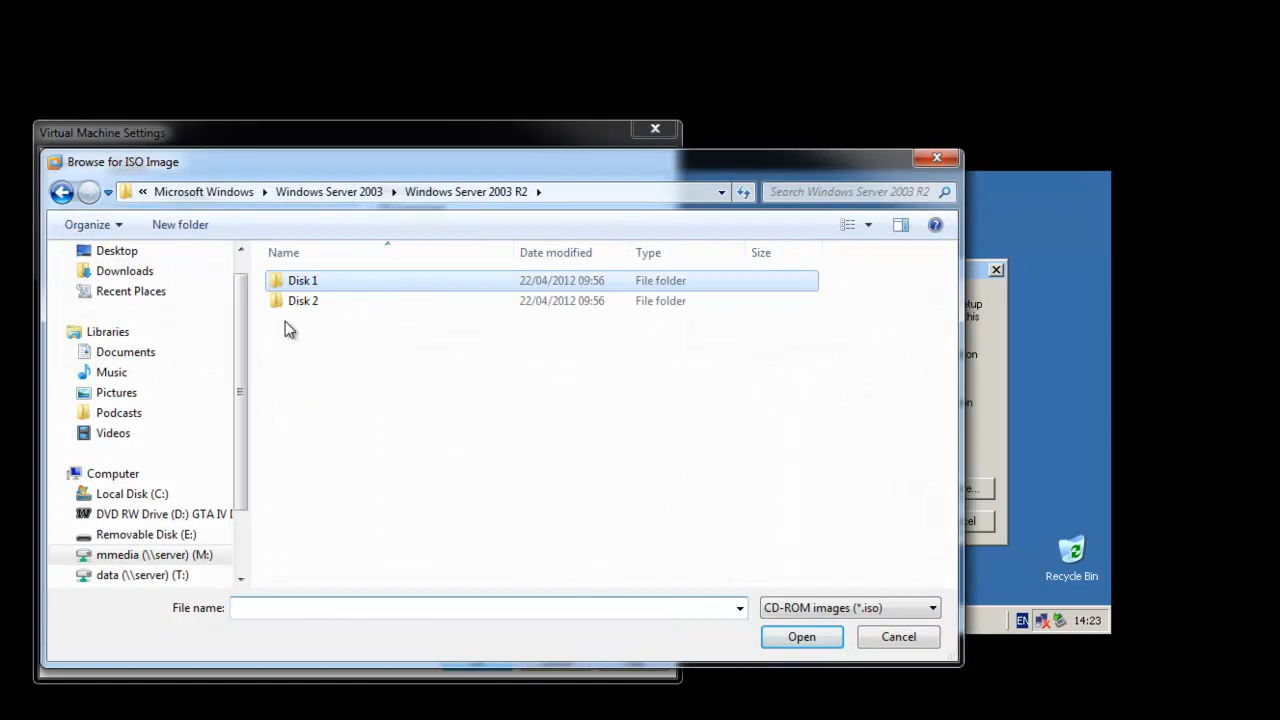 Virtual Machine Settings
Browse for ISO Image
« Microsoft Windows Windows Server 2003 Windows Server 2003 R2
Search Windows Server 2003 R2
Organize New folder
Name Date modified Type Size
Disk 1 22/04/2012 09:56 File folder
Disk 2 22/04/2012 09:56 File folder
Desktop
Downloads
Recent Places
Libraries
Documents
Music
Pictures
Podcasts
Videos
Computer
Local Disk (C:)
DVD RW Drive (D:) GTA IV
Removable Disk (E:)
mmedia (\\server) (M:)
data (\\server) (T:)
File name:
CD-ROM images (*.iso)
Open Cancel
Recycle Bin
EN 14:23